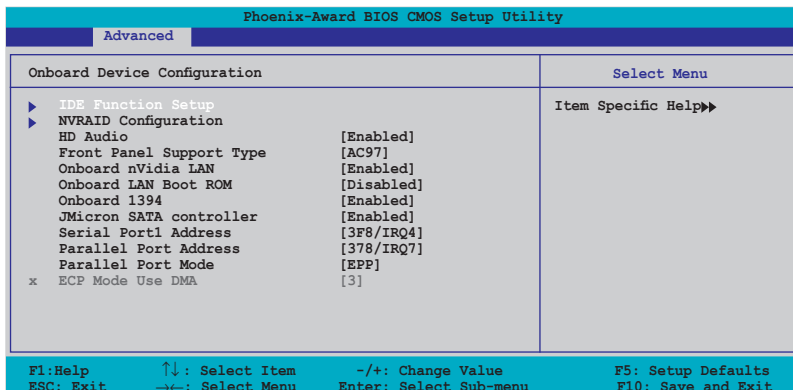 Phoenix-Award BIOS CMOS Setup Utility
Advanced
Onboard Device Configuration
Select Menu
IDE Function Setup
Item Specific Help
NVRAID Configuration
HD Audio [Enabled]
Front Panel Support Type [AC97]
Onboard nVidia LAN [Enabled]
Onboard LAN Boot ROM [Disabled]
Onboard 1394 [Enabled]
JMicron SATA controller [Enabled]
Serial Port1 Address [3F8/IRQ4]
Parallel Port Address [378/IRQ7]
Parallel Port Mode [EPP]
x ECP Mode Use DMA [3]
F1:Help ↑↓: Select Item -/+: Change Value F5: Setup Defaults
ESC: Exit →←: Select Menu Enter: Select Sub-menu F10: Save and Exit